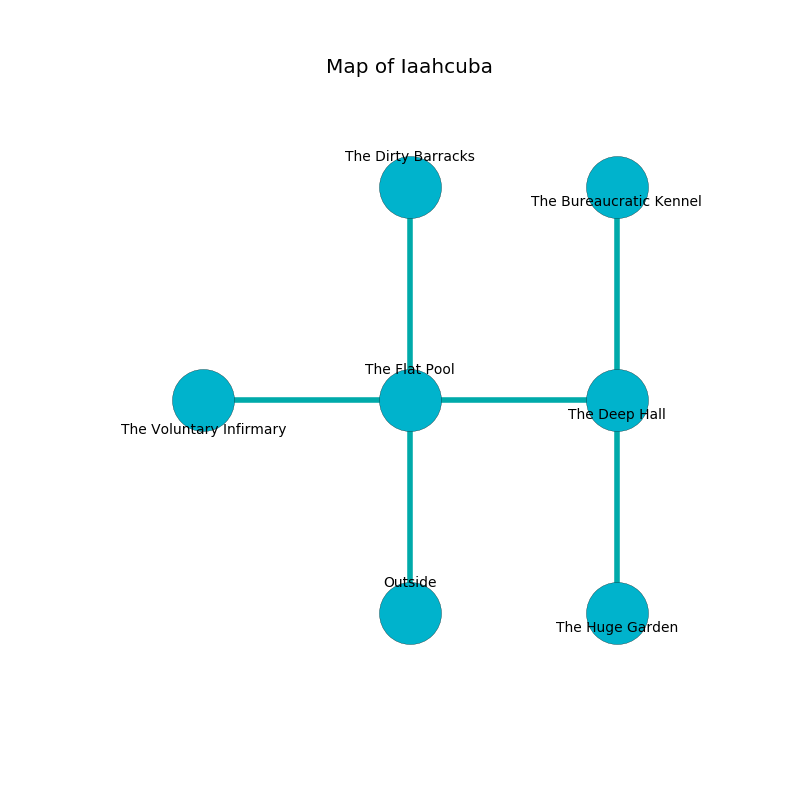 Map of Iaahcuba
The Dirty Barracks
The Bureaucratic Kennel
The Flat Pool
The Deep Hall
The Voluntary Infirmary
Outside
The Huge Garden